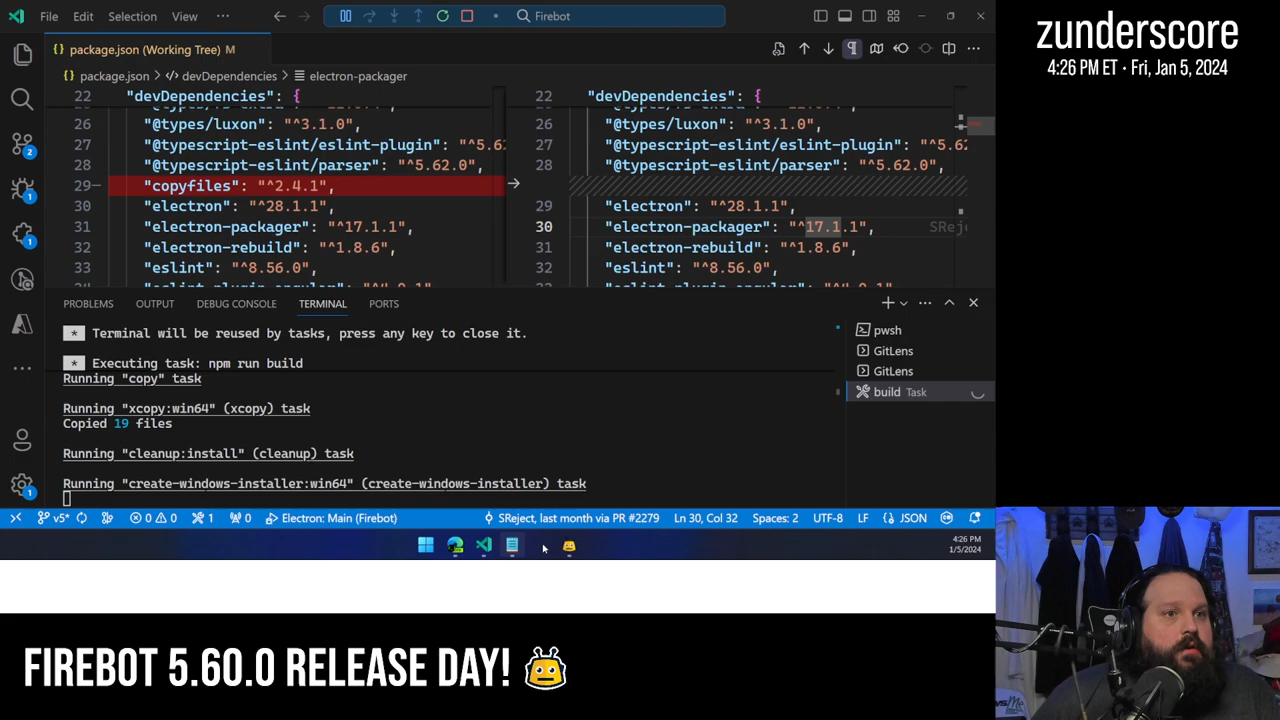 File Edit Selection View ··· Firebot
package.json (Working Tree) M
package.json > devDependencies > electron-packager
22 "devDependencies": {
26 "@types/luxon": "^3.1.0",
27 "@typescript-eslint/eslint-plugin": "^5.62
28 "@typescript-eslint/parser": "^5.62.0",
29 "copyfiles": "^2.4.1",
30 "electron": "^28.1.1",
31 "electron-packager": "^17.1.1",
32 "electron-rebuild": "^1.8.6",
33 "eslint": "^8.56.0",
22 "devDependencies": {
26 "@types/luxon": "^3.1.0",
27 "@typescript-eslint/eslint-plugin": "^5.62
28 "@typescript-eslint/parser": "^5.62.0",
29 "electron": "^28.1.1",
30 "electron-packager": "^17.1.1", SRej
31 "electron-rebuild": "^1.8.6",
32 "eslint": "^8.56.0",
PROBLEMS OUTPUT DEBUG CONSOLE TERMINAL PORTS
* Terminal will be reused by tasks, press any key to close it.
* Executing task: npm run build
Running "copy" task
Running "xcopy:win64" (xcopy) task
Copied 19 files
Running "cleanup:install" (cleanup) task
Running "create-windows-installer:win64" (create-windows-installer) task
pwsh
GitLens
GitLens
build Task
2
1
1
1
v5* 0 0 1 0 Electron: Main (Firebot) SReject, last month via PR #2279 Ln 30, Col 32 Spaces: 2 UTF-8 LF {} JSON
4:26 PM
1/5/2024
zunderscore
4:26 PM ET · Fri, Jan 5, 2024
FIREBOT 5.60.0 RELEASE DAY!